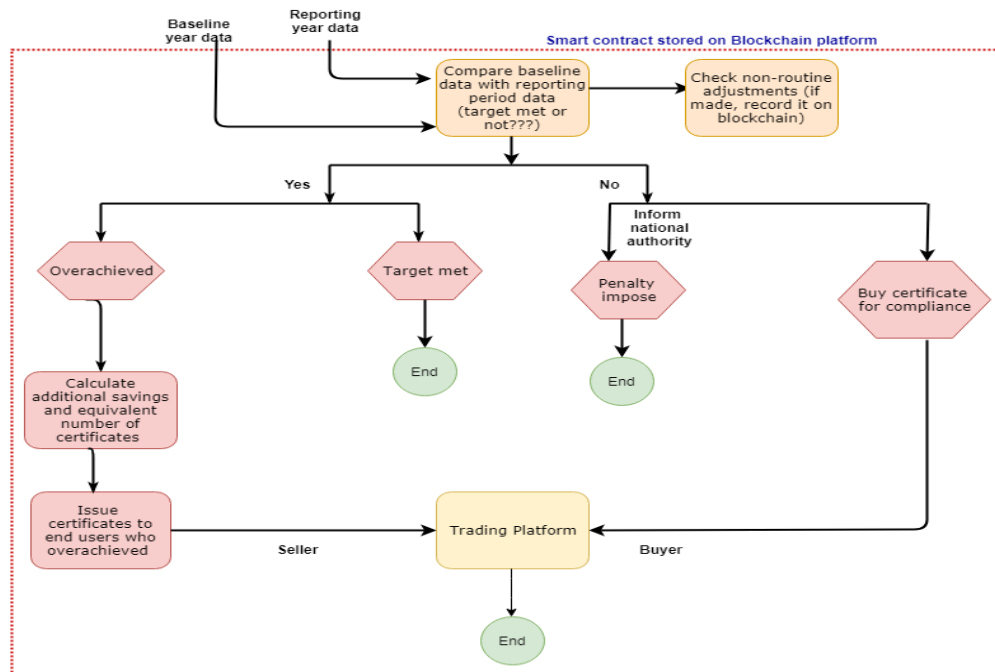 Reporting
year data
Baseline
year data
Smart contract stored on Blockchain platform
Compare baseline
data with reporting
period data
(target met or
not???)
Check non-routine
adjustments (if
made, record it on
blockchain)
Yes
No
Inform
national
authority
Overachieved
Target met
Penalty
impose
Buy certificate
for compliance
End
End
Calculate
additional savings
and equivalent
number of
certificates
Issue
certificates to
end users who
overachieved
Seller
Trading Platform
Buyer
End